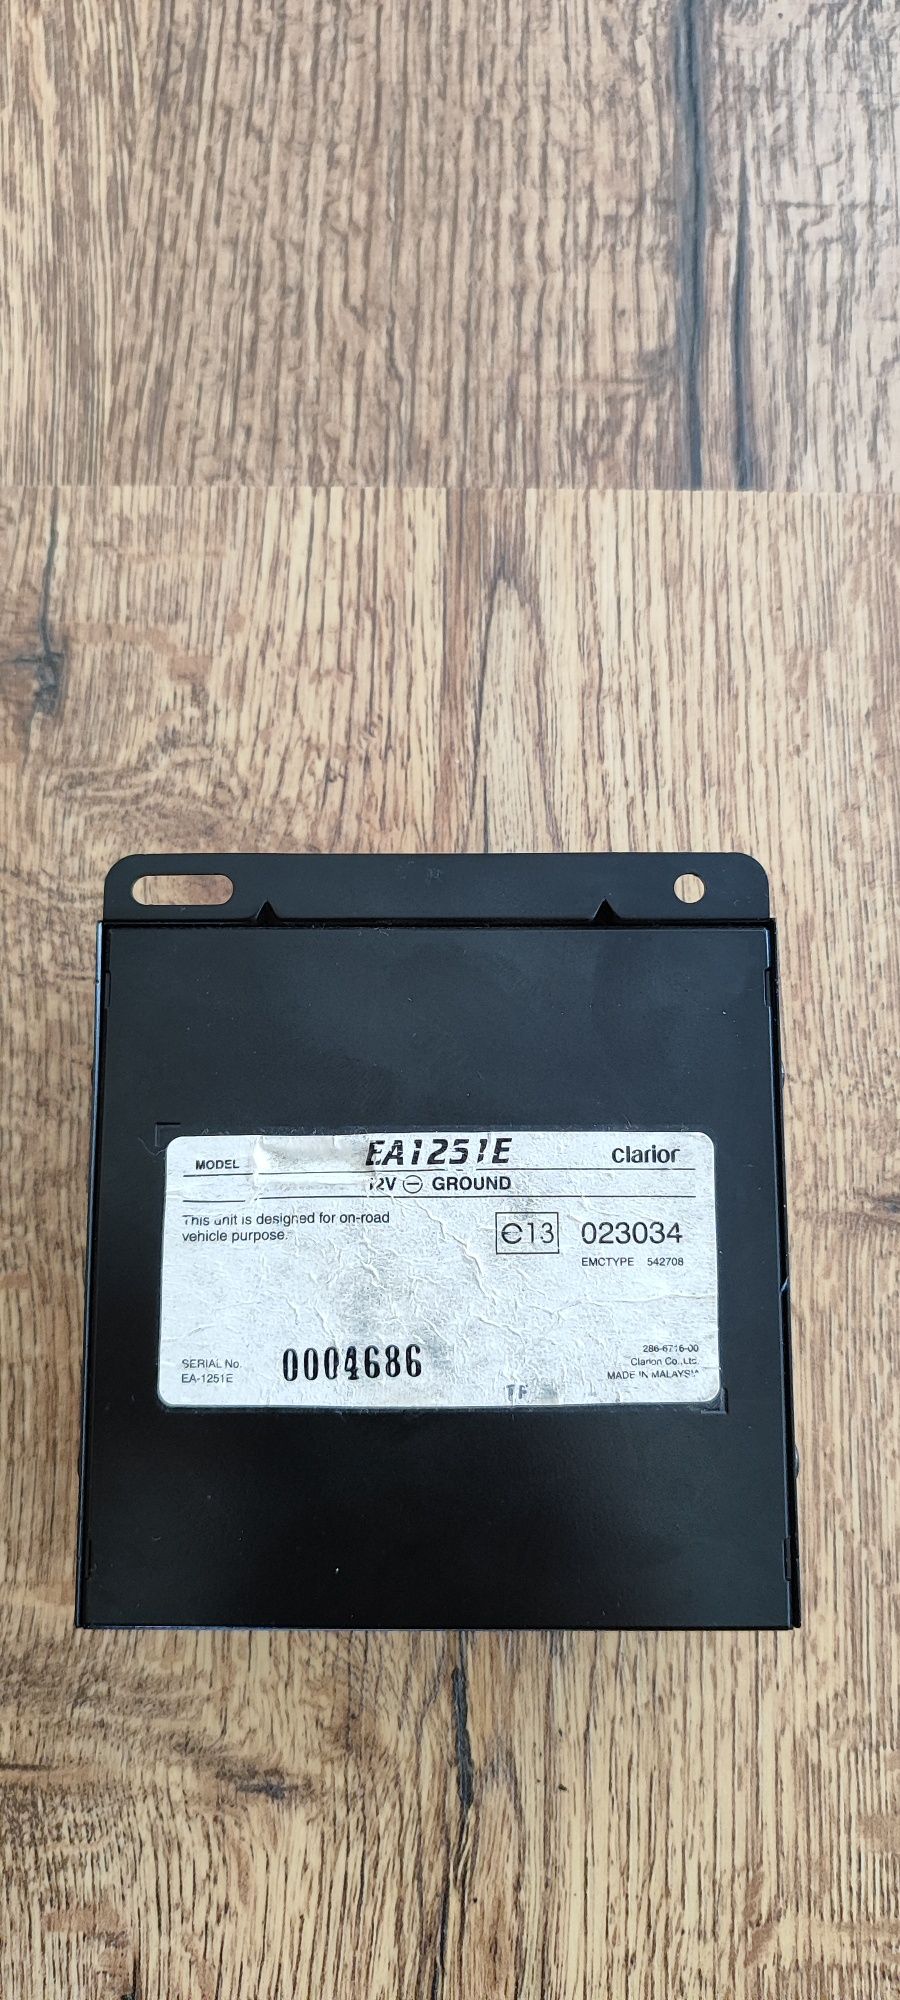 MODEL EA1251E clarior
12V ⊖ GROUND
This unit is designed for on-road
vehicle purpose.
e13 023034
EMCTYPE 542708
SERIAL No.
EA-1251E
0004686
286-6716-00
Clarion Co.,Ltd.
MADE IN MALAYSIA